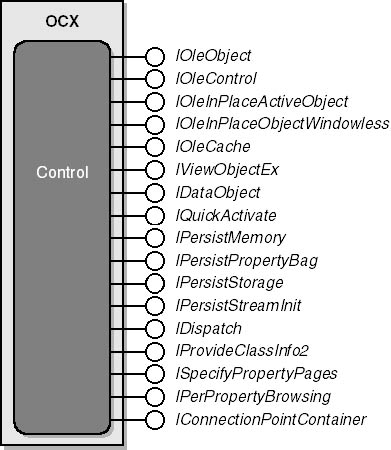 OCX
Control
IOleObject
IOleControl
IOleInPlaceActiveObject
IOleInPlaceObjectWindowless
IOleCache
IViewObjectEx
IDataObject
IQuickActivate
IPersistMemory
IPersistPropertyBag
IPersistStorage
IPersistStreamInit
IDispatch
IProvideClassInfo2
ISpecifyPropertyPages
IPerPropertyBrowsing
IConnectionPointContainer